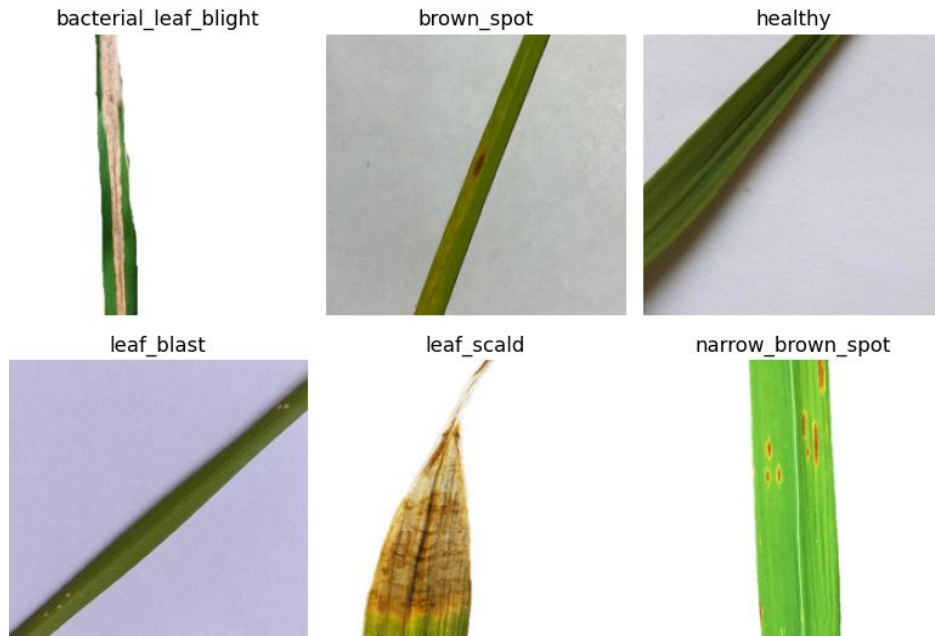 bacterial_leaf_blight
brown_spot
healthy
leaf_blast
leaf_scald
narrow_brown_spot